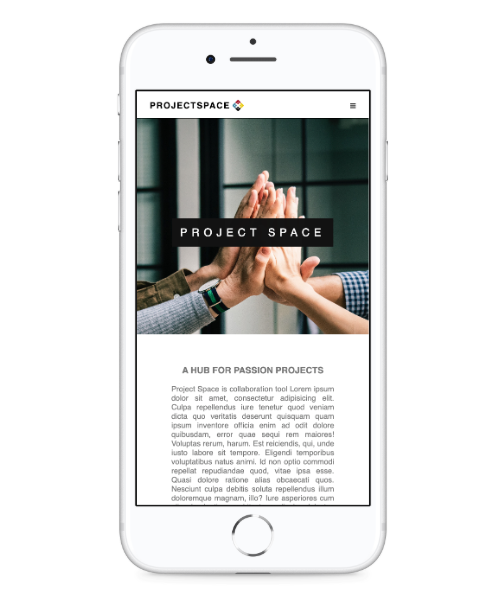 PROJECTSPACE
PROJECT SPACE
A HUB FOR PASSION PROJECTS
Project Space is collaboration tool Lorem ipsum
dolor sit amet, consectetur adipisicing elit.
Culpa repellendus iure tenetur quod veniam
dicta quo veritatis deserunt quisquam quam
ipsum inventore officia enim ad odit dolore
quibusdam, error quae sequi rem maiores!
Voluptas rerum, harum. Est reiciendis, qui, unde
iusto labore sit tempore. Eligendi temporibus
voluptatibus natus animi. Id non optio commodi
repellat repudiandae quod, vitae ipsa esse.
Quasi dolore ratione alias obcaecati quos.
Nesciunt culpa debitis soluta repellendus illum
doloremque magnam, illo? Iure asperiores cum